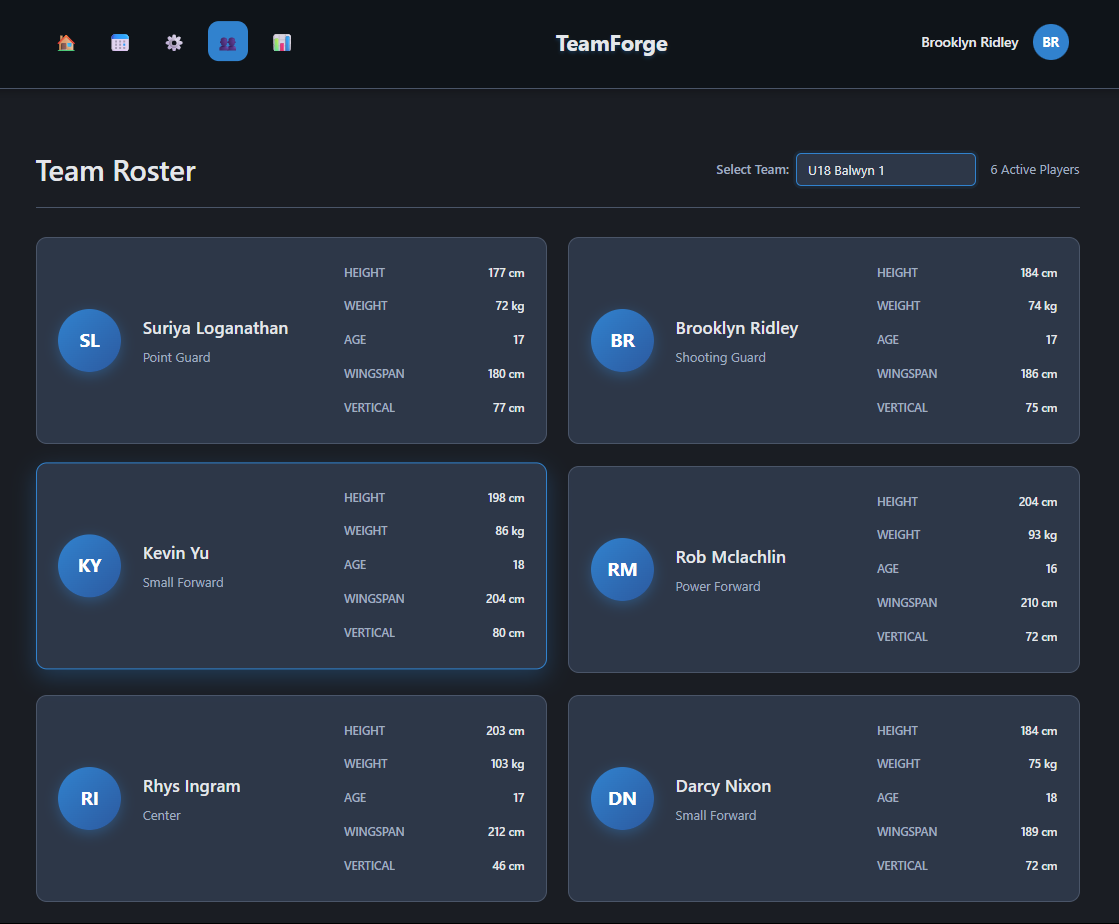 TeamForge
Brooklyn Ridley BR
Team Roster
Select Team: U18 Balwyn 1 6 Active Players
SL
Suriya Loganathan
Point Guard
HEIGHT 177 cm
WEIGHT 72 kg
AGE 17
WINGSPAN 180 cm
VERTICAL 77 cm
BR
Brooklyn Ridley
Shooting Guard
HEIGHT 184 cm
WEIGHT 74 kg
AGE 17
WINGSPAN 186 cm
VERTICAL 75 cm
KY
Kevin Yu
Small Forward
HEIGHT 198 cm
WEIGHT 86 kg
AGE 18
WINGSPAN 204 cm
VERTICAL 80 cm
RM
Rob Mclachlin
Power Forward
HEIGHT 204 cm
WEIGHT 93 kg
AGE 16
WINGSPAN 210 cm
VERTICAL 72 cm
RI
Rhys Ingram
Center
HEIGHT 203 cm
WEIGHT 103 kg
AGE 17
WINGSPAN 212 cm
VERTICAL 46 cm
DN
Darcy Nixon
Small Forward
HEIGHT 184 cm
WEIGHT 75 kg
AGE 18
WINGSPAN 189 cm
VERTICAL 72 cm